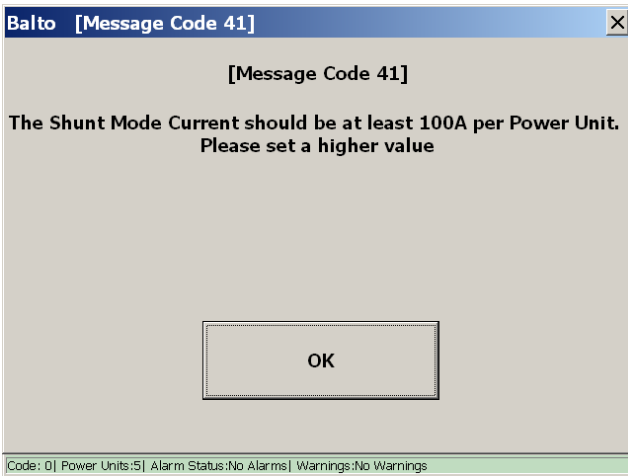 Balto [Message Code 41]
[Message Code 41]
The Shunt Mode Current should be at least 100A per Power Unit.
Please set a higher value
OK
Code: 0| Power Units:5| Alarm Status:No Alarms| Warnings:No Warnings